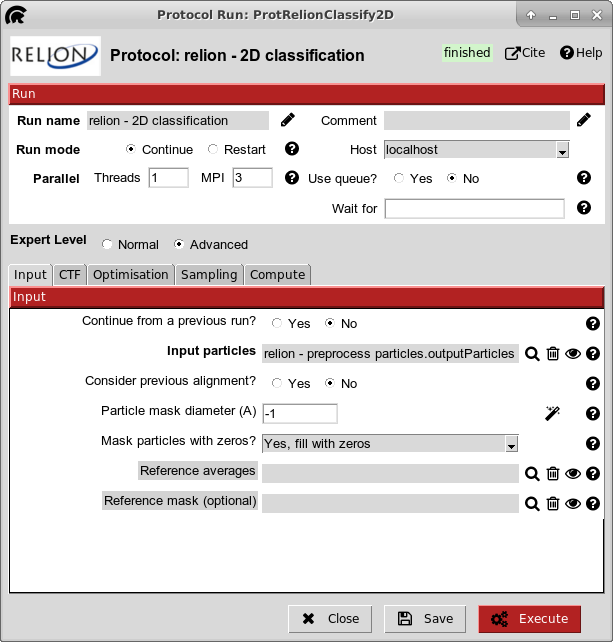 Protocol Run: ProtRelionClassify2D
RELION Protocol: relion - 2D classification finished Cite Help
Run
Run name relion - 2D classification Comment
Run mode Continue Restart Host localhost
Parallel Threads 1 MPI 3 Use queue? Yes No
Wait for
Expert Level Normal Advanced
Input CTF Optimisation Sampling Compute
Input
Continue from a previous run? Yes No
Input particles relion - preprocess particles.outputParticles
Consider previous alignment? Yes No
Particle mask diameter (A) -1
Mask particles with zeros? Yes, fill with zeros
Reference averages
Reference mask (optional)
Close Save Execute